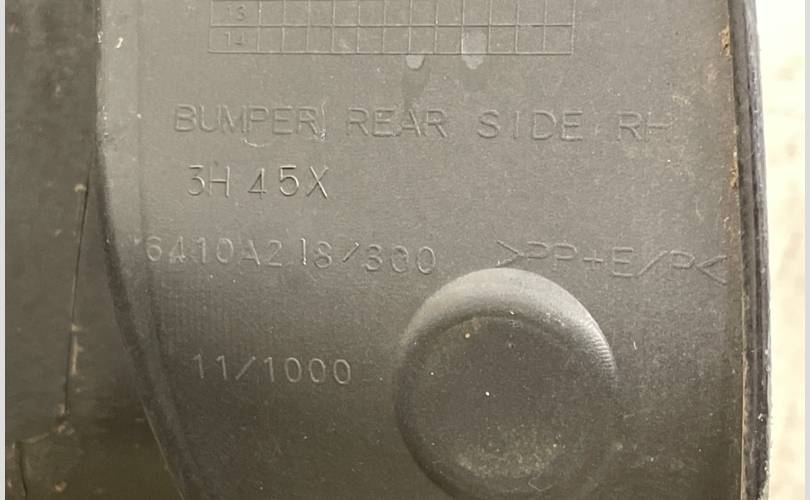 13
14
BUMPER REAR SIDE RH
3H 45X
6410A218/300 >PP+E/P<
11/1000